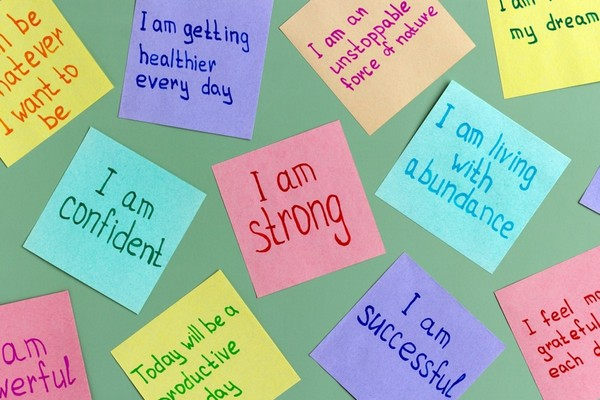 be
whatever
I want to
be
I am getting
healthier
every day
I am an
unstoppable
force of nature
I am
my dream
I am
confident
I am
strong
I am living
with
abundance
am
Today will be a
productive
day
I am
successful
I feel
grateful
each